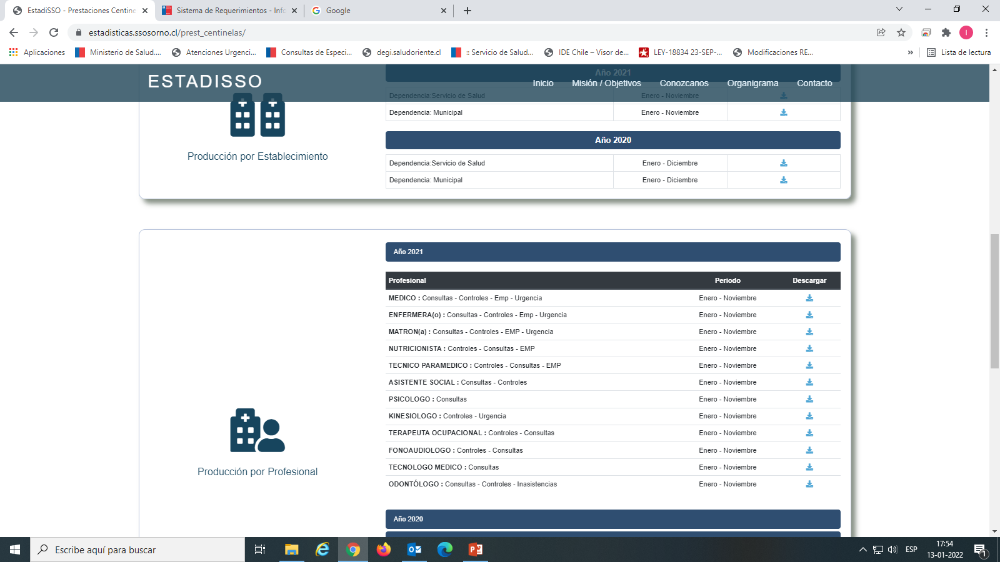 EstadiSSO - Prestaciones Centine
Sistema de Requerimientos - Info
Google
estadisticas.ssosorno.cl/prest_centinelas/
I
Aplicaciones
Ministerio de Salud....
Atenciones Urgenci...
Consultas de Especi...
degi.saludoriente.cl
:: Servicio de Salud...
IDE Chile – Visor de...
LEY-18834 23-SEP-...
Modificaciones RE...
»
Lista de lectura
ESTADISSO
Inicio
Misión / Objetivos
Conozcanos
Organigrama
Contacto
Año 2021
Dependencia:Servicio de Salud Enero - Noviembre
Dependencia: Municipal Enero - Noviembre
Año 2020
Producción por Establecimiento
Dependencia:Servicio de Salud Enero - Diciembre
Dependencia: Municipal Enero - Diciembre
Año 2021
Profesional Periodo Descargar
MEDICO : Consultas - Controles - Emp - Urgencia Enero - Noviembre
ENFERMERA(o) : Consultas - Controles - Emp - Urgencia Enero - Noviembre
MATRON(a) : Consultas - Controles - EMP - Urgencia Enero - Noviembre
NUTRICIONISTA : Controles - Consultas - EMP Enero - Noviembre
TECNICO PARAMEDICO : Controles - Consultas - EMP Enero - Noviembre
ASISTENTE SOCIAL : Consultas - Controles Enero - Noviembre
PSICOLOGO : Consultas Enero - Noviembre
KINESIOLOGO : Controles - Urgencia Enero - Noviembre
TERAPEUTA OCUPACIONAL : Controles - Consultas Enero - Noviembre
FONOAUDIOLOGO : Controles - Consultas Enero - Noviembre
TECNOLOGO MEDICO : Consultas Enero - Noviembre
ODONTÓLOGO : Consultas - Controles - Inasistencias Enero - Noviembre
Producción por Profesional
Año 2020
Escribe aquí para buscar
ESP
17:54
13-01-2022
1